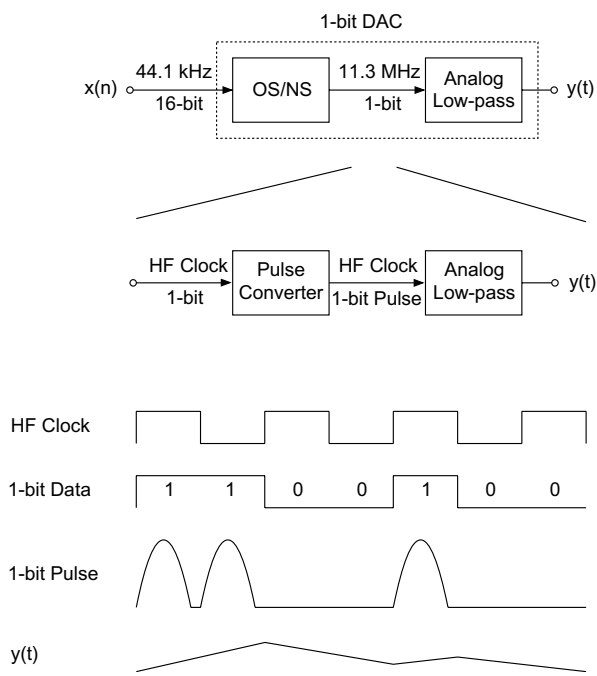 1-bit DAC
x(n)
44.1 kHz
16-bit
OS/NS
11.3 MHz
1-bit
Analog
Low-pass
y(t)
HF Clock
1-bit
Pulse
Converter
HF Clock
1-bit Pulse
Analog
Low-pass
y(t)
HF Clock
1-bit Data
1 1 0 0 1 0 0
1-bit Pulse
y(t)